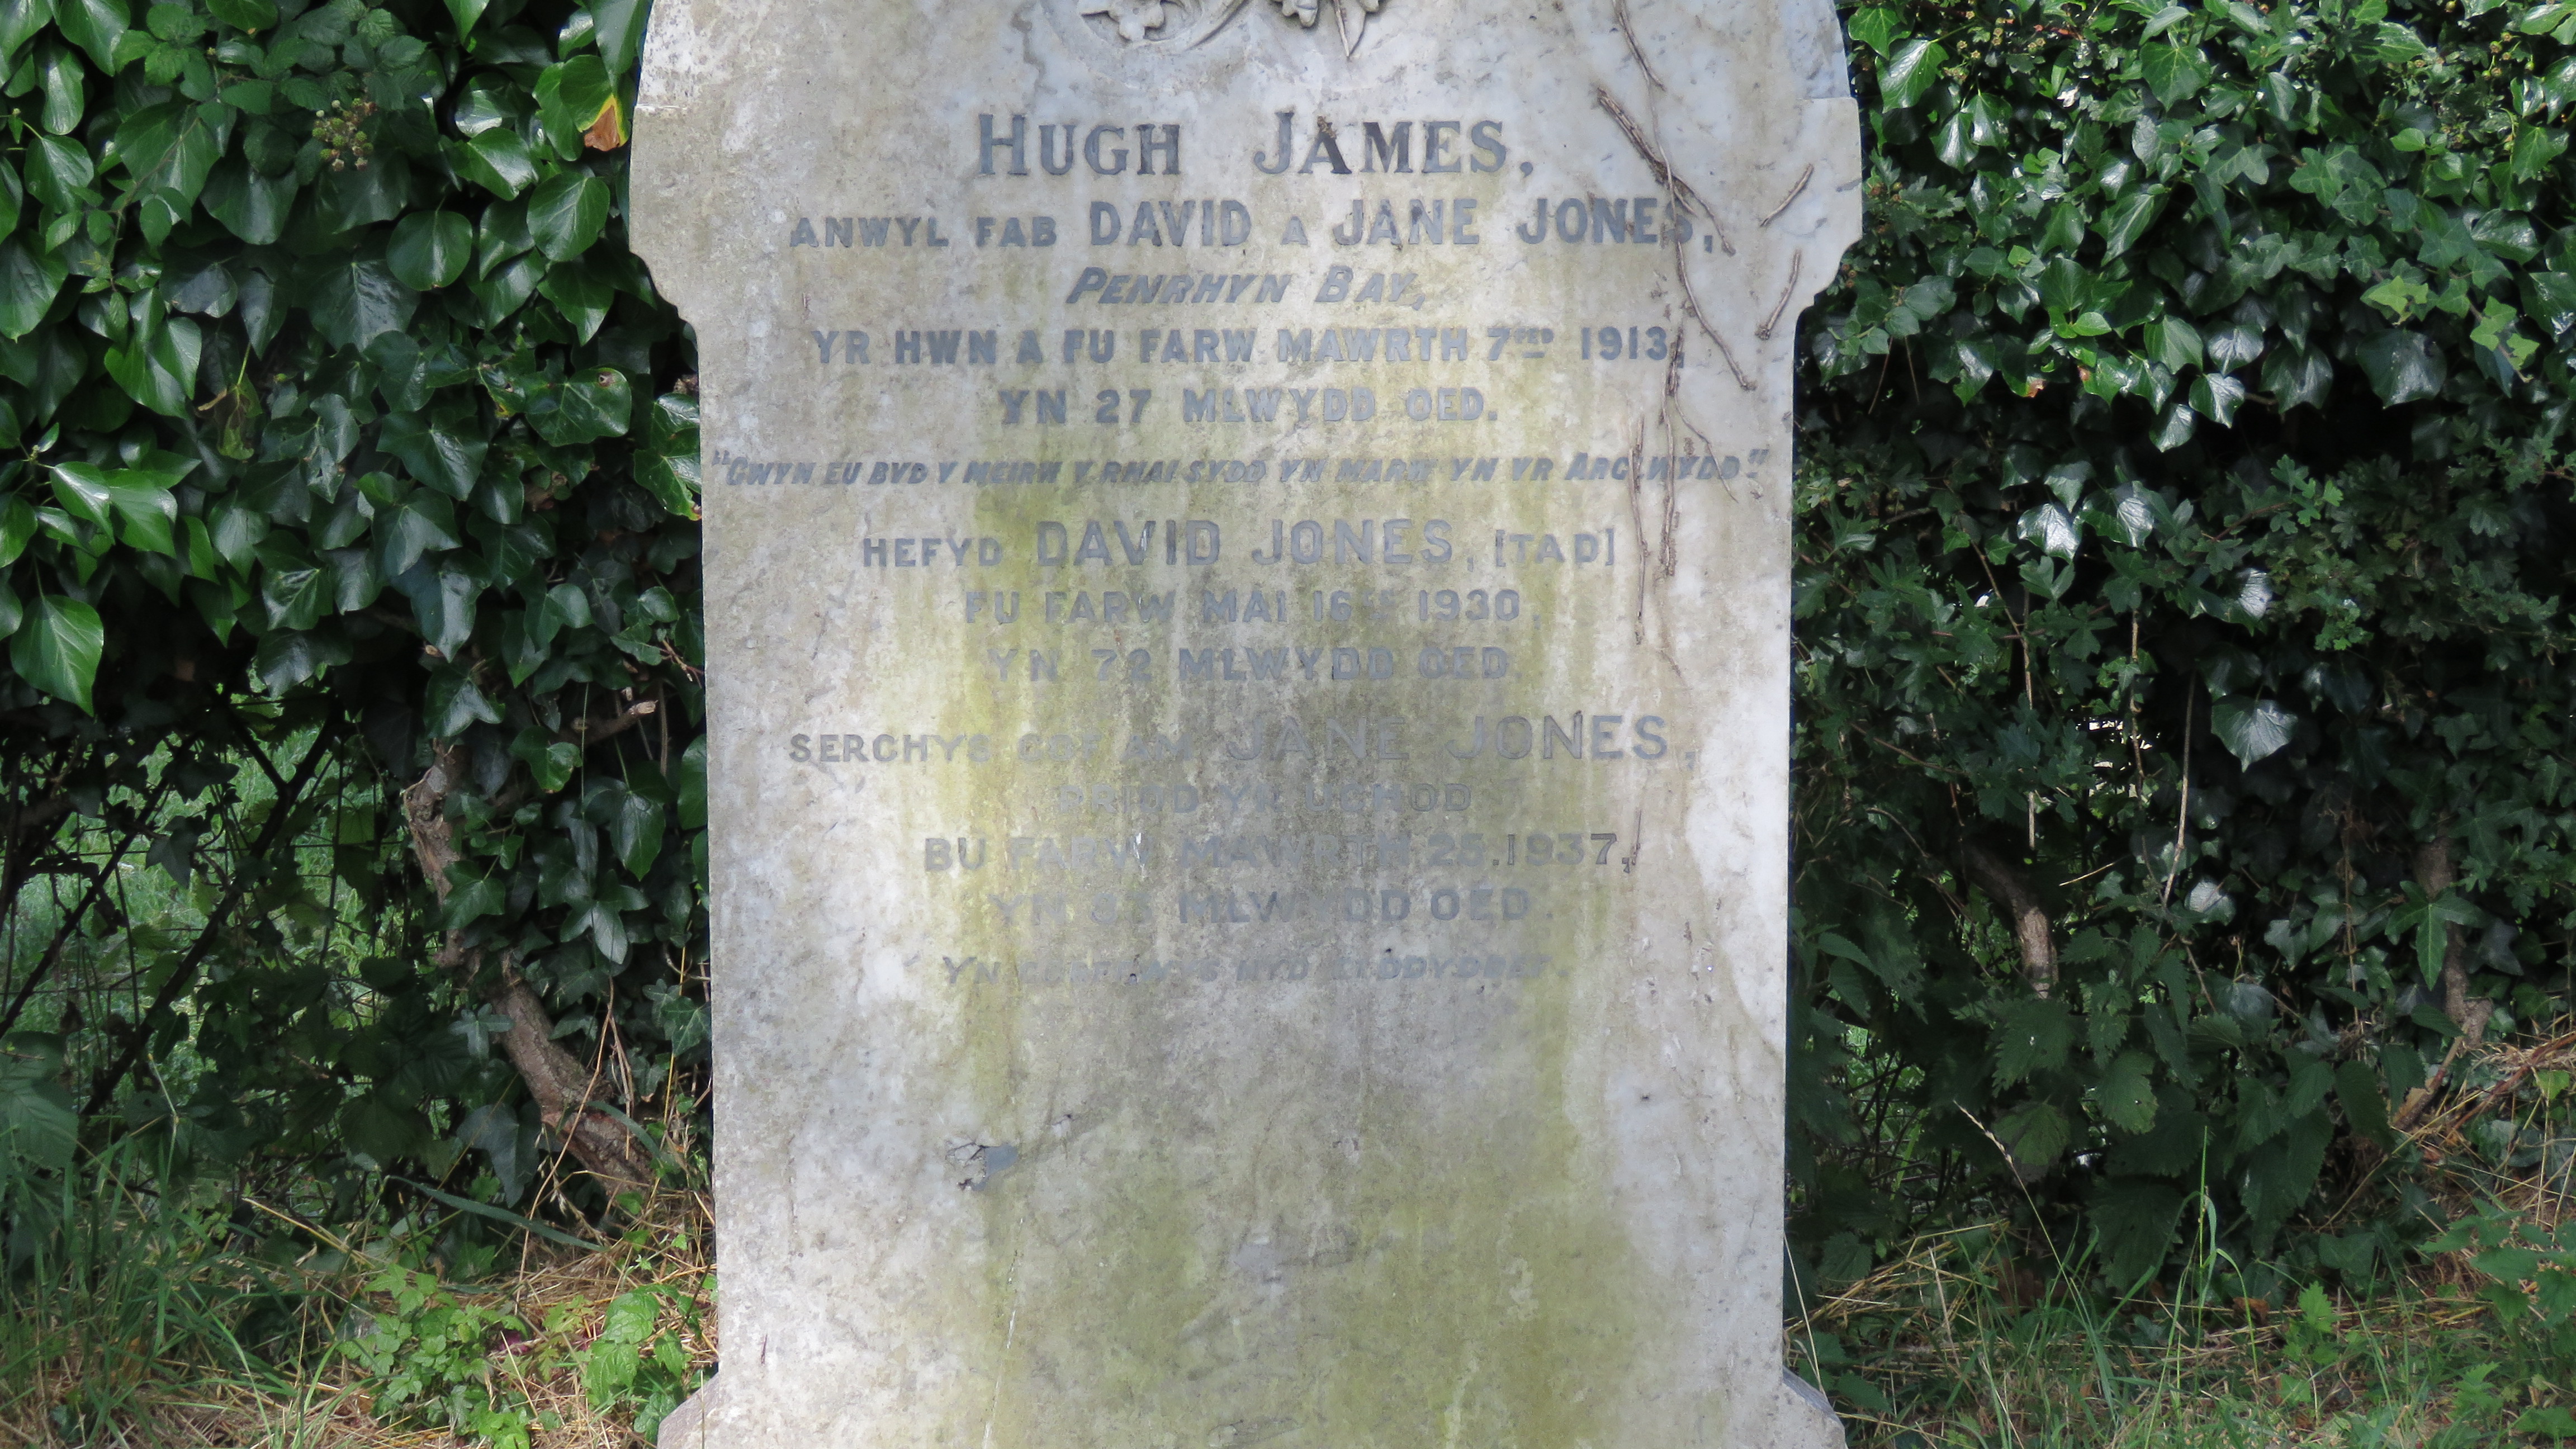 HUGH JAMES,
ANWYL FAB DAVID A JANE JONES,
PENRHYN BAY,
YR HWN A FU FARW MAWRTH 7FED 1913,
YN 27 MLWYDD OED.
"GWYN EU BYD Y MEIRW Y RHAI SYDD YN MARW YN YR ARGLWYDD."
HEFYD DAVID JONES, [TAD]
FU FARW MAI 16EG 1930,
YN 72 MLWYDD OED.
SERCHUS COF AM JANE JONES,
PRIOD YR UCHOD
BU FARW MAWRTH 25, 1937,
YN MLWYDD OED.
YN HYD